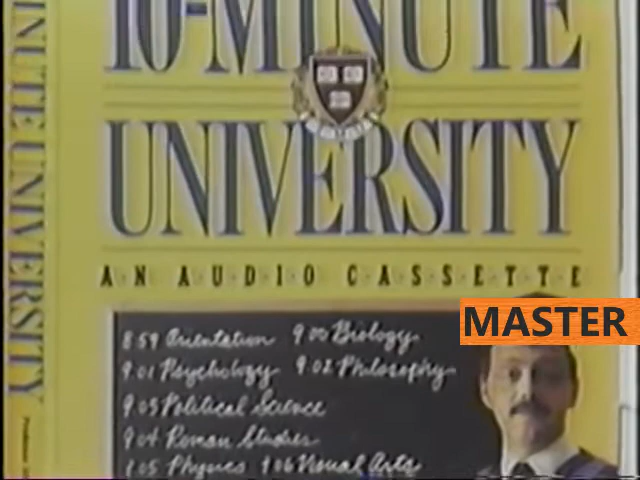 10-MINUTE
UNIVERSITY
AN AUDIO CASSETTE
MASTER
8:59 Orientation 9:00 Biology
9:01 Psychology 9:02 Philosophy
9:03 Political Science
9:04 Roman Studies
9:05 Physics 9:06 Visual Arts
MINUTE UNIVERSITY